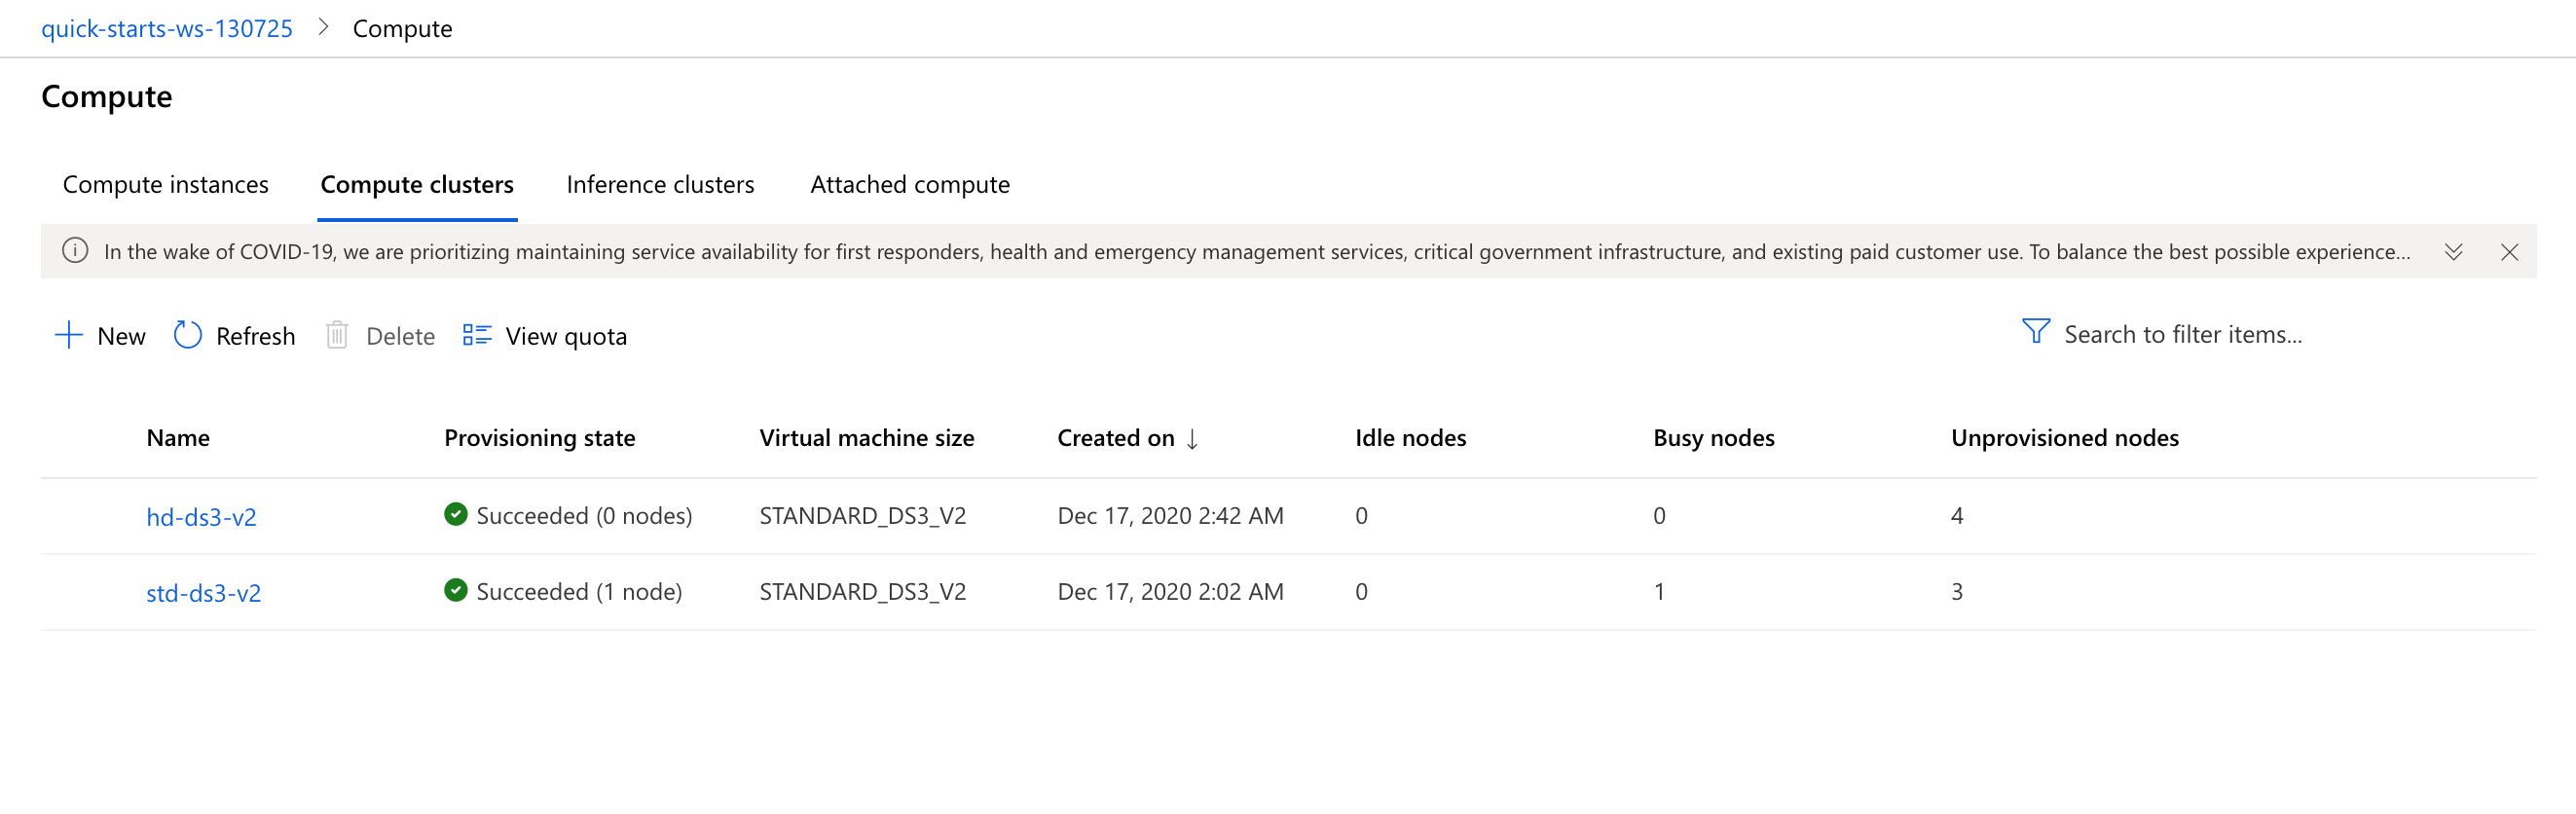 quick-starts-ws-130725 > Compute
Compute
Compute instances Compute clusters Inference clusters Attached compute
In the wake of COVID-19, we are prioritizing maintaining service availability for first responders, health and emergency management services, critical government infrastructure, and existing paid customer use. To balance the best possible experience...
New Refresh Delete View quota Search to filter items...
Name Provisioning state Virtual machine size Created on ↓ Idle nodes Busy nodes Unprovisioned nodes
hd-ds3-v2 Succeeded (0 nodes) STANDARD_DS3_V2 Dec 17, 2020 2:42 AM 0 0 4
std-ds3-v2 Succeeded (1 node) STANDARD_DS3_V2 Dec 17, 2020 2:02 AM 0 1 3